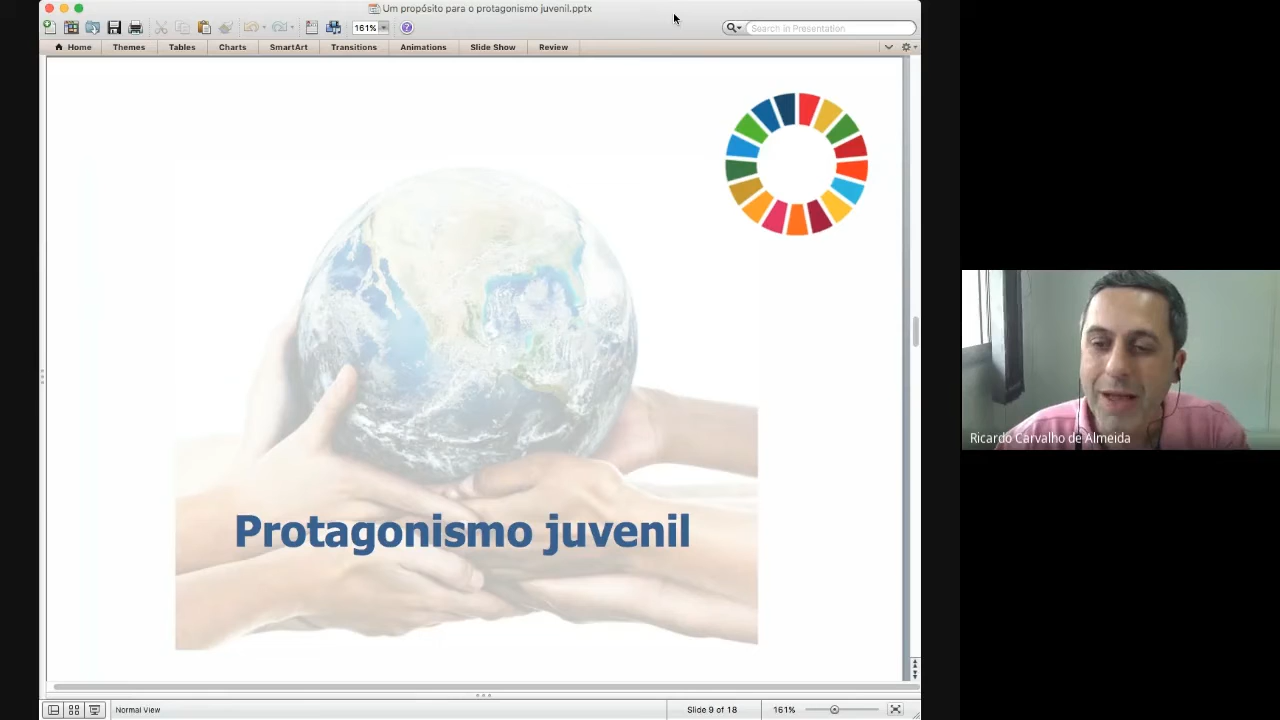 Um propósito para o protagonismo juvenil.pptx
161%
Search in Presentation
Home Themes Tables Charts SmartArt Transitions Animations Slide Show Review
Protagonismo juvenil
Ricardo Carvalho de Almeida
Normal View Slide 9 of 18 161%